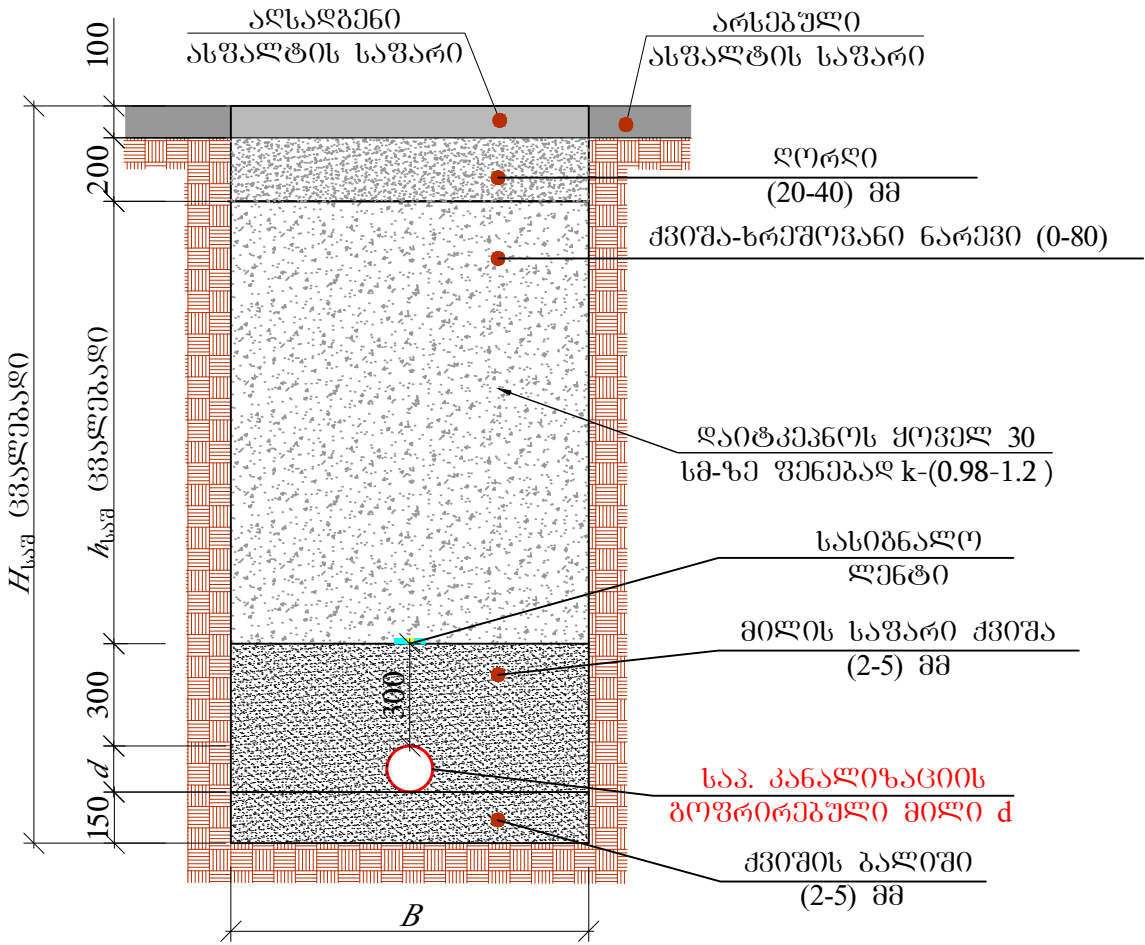 აღსადგენი
ასფალტის საფარი
არსებული
ასფალტის საფარი
100
200
ღორღი
(20-40) მმ
ქვიშა-ხრეშოვანი ნარევი (0-80)
Hსაშ ცვალებადი
hსაშ ცვალებადი
დაიტკეპნოს ყოველ 30
სმ-ზე ფენებად k-(0.98-1.2 )
სასიგნალო
ლენტი
მილის საფარი ქვიშა
(2-5) მმ
300
300
d
საპ. კანალიზაციის
გოფრირებული მილი d
150
ქვიშის ბალიში
(2-5) მმ
B